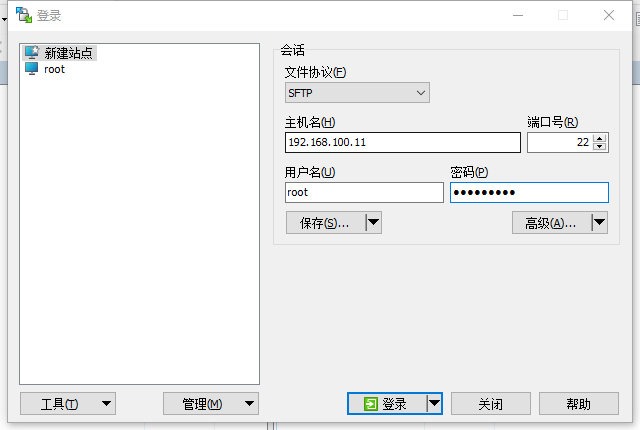 登录
新建站点
root
会话
文件协议(F)
SFTP
主机名(H) 端口号(R)
192.168.100.11 22
用户名(U) 密码(P)
root ●●●●●●●●●
保存(S)... 高级(A)...
工具(T) 管理(M) 登录 关闭 帮助